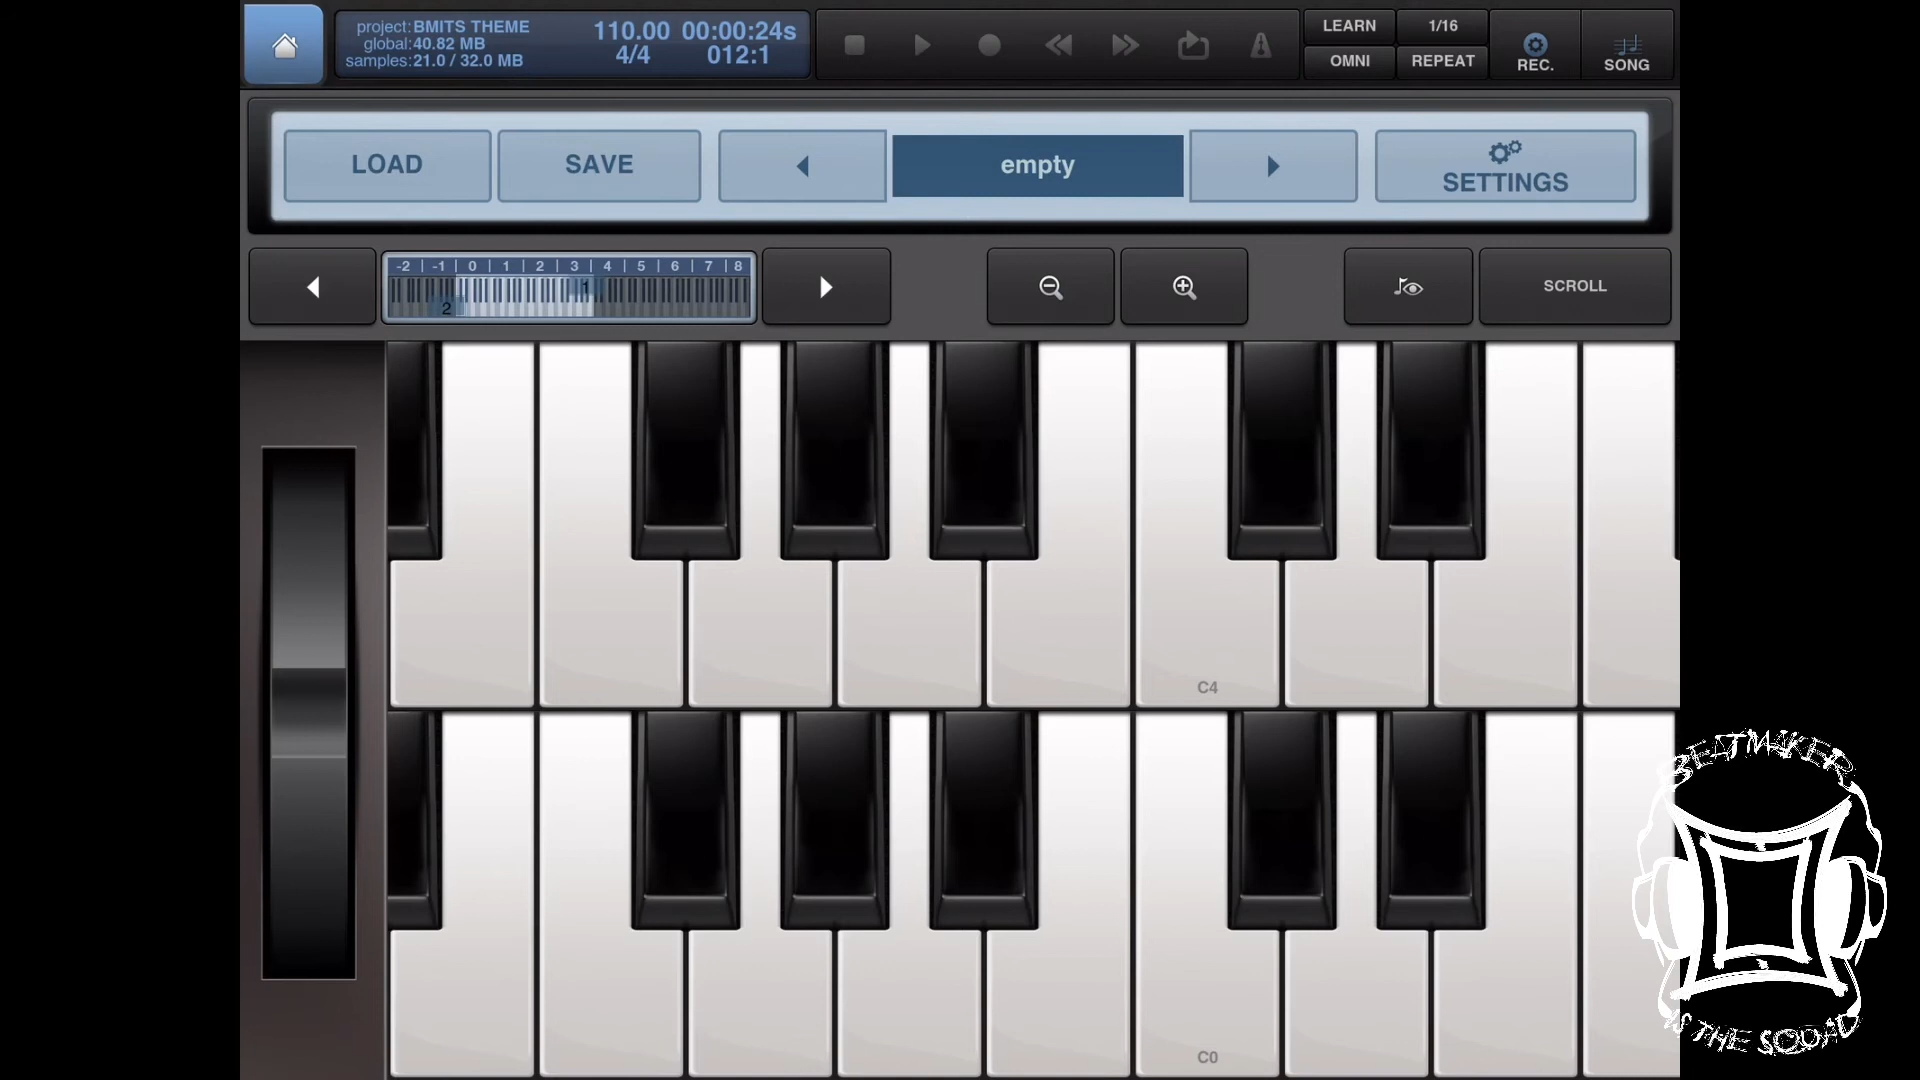 project: BMITS THEME
global: 40.82 MB
samples: 21.0 / 32.0 MB
110.00 00:00:24s
4/4 012:1
LEARN
1/16
OMNI
REPEAT
REC.
SONG
LOAD
SAVE
empty
SETTINGS
-2 | -1 | 0 | 1 | 2 | 3 | 4 | 5 | 6 | 7 | 8
1
2
SCROLL
C4
C0
BEATMAKER
IS THE SQUAD